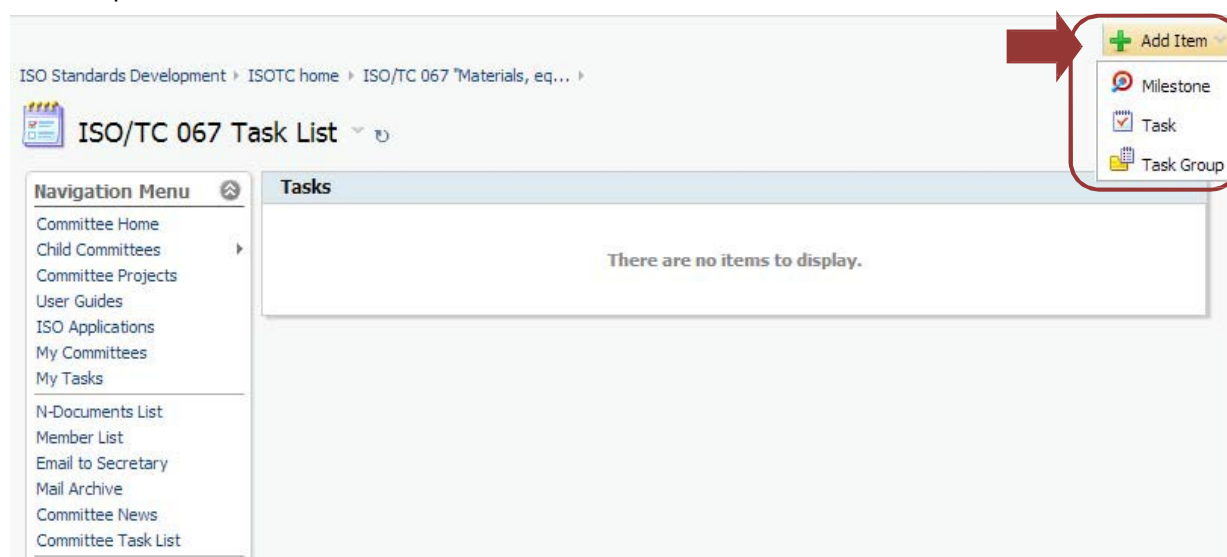 Add Item
Milestone
Task
Task Group
ISO Standards Development ISOTC home ISO/TC 067 "Materials, eq...
ISO/TC 067 Task List
Navigation Menu
Committee Home
Child Committees
Committee Projects
User Guides
ISO Applications
My Committees
My Tasks
N-Documents List
Member List
Email to Secretary
Mail Archive
Committee News
Committee Task List
Tasks
There are no items to display.